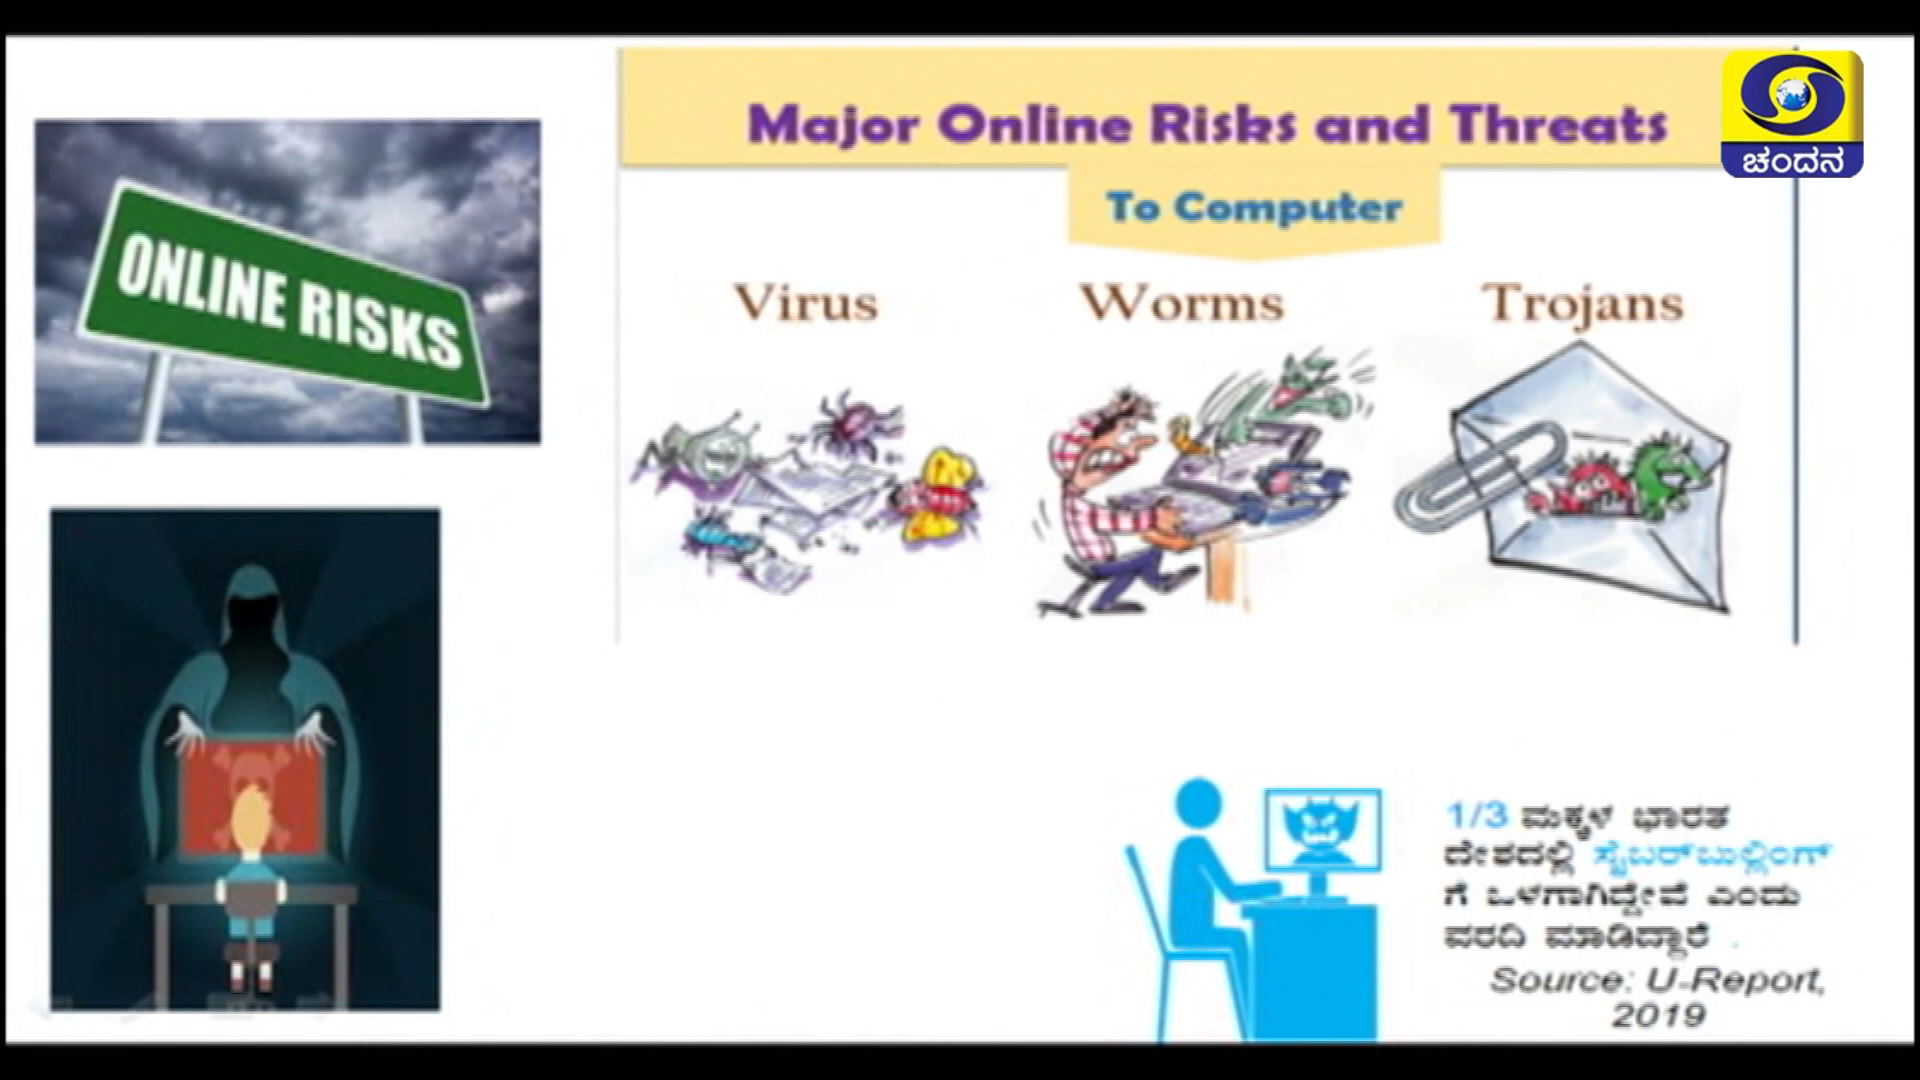 Major Online Risks and Threats
ಚಂದನ
To Computer
ONLINE RISKS
Virus
Worms
Trojans
1/3 ಮಕ್ಕಳ ಭಾರತ
ದೇಶದಲ್ಲಿ ಸೈಬರ್‌ಬುಲ್ಲಿಂಗ್
ಗೆ ಒಳಗಾಗಿದ್ದೇವೆ ಎಂದು
ವರದಿ ಮಾಡಿದ್ದಾರೆ .
Source: U-Report,
2019